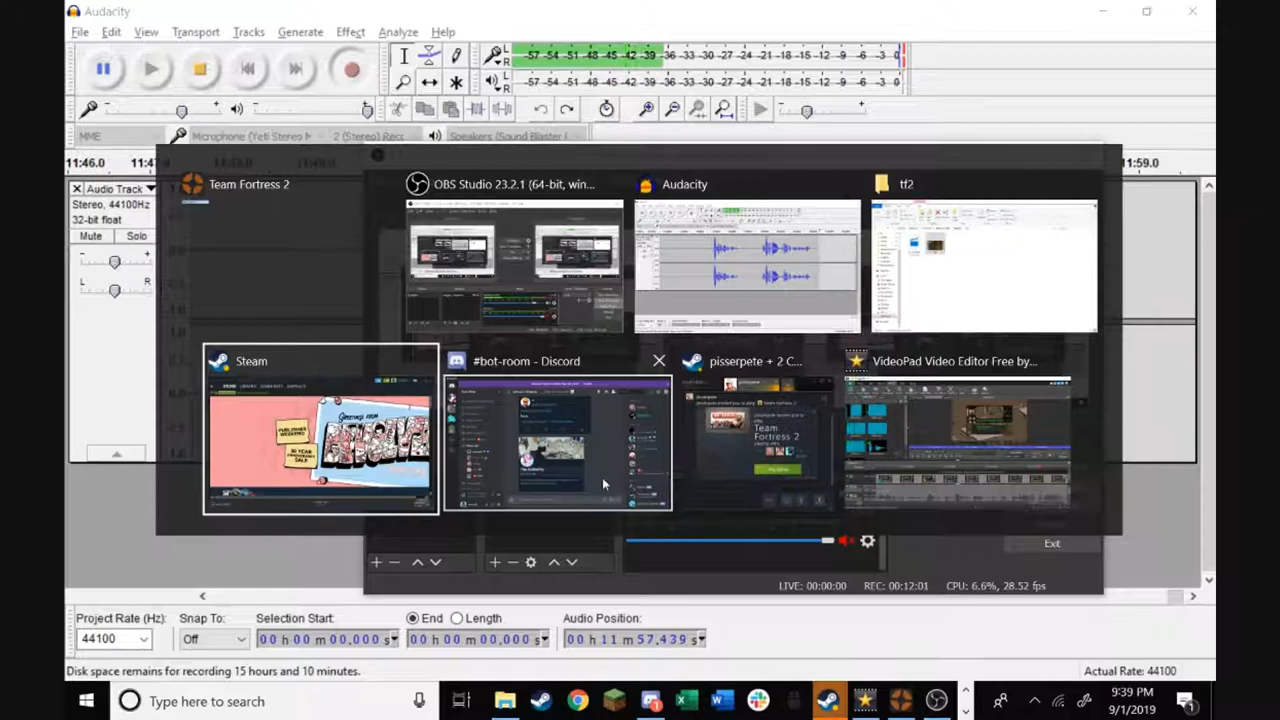 Audacity
File Edit View Transport Tracks Generate Effect Analyze Help
-57 -54 -51 -48 -45 -42 -39 -36 -33 -30 -27 -24 -21 -18 -15 -12 -9 -6 -3 0
-57 -54 -51 -48 -45 -42 -39 -36 -33 -30 -27 -24 -21 -18 -15 -12 -9 -6 -3 0
MME Microphone (Yeti Stereo M 2 (Stereo) Recc Speakers (Sound Blaster
11:46.0 11:59.0
Audio Track
Stereo, 44100Hz
32-bit float
Mute Solo
L R
Team Fortress 2
OBS Studio 23.2.1 (64-bit, win...
Audacity
tf2
Steam
#bot-room - Discord
pisserpete + 2 C...
VideoPad Video Editor Free by...
Team
Fortress 2
Exit
LIVE: 00:00:00 REC: 00:12:01 CPU: 6.6%, 28.52 fps
Project Rate (Hz): Snap To: Selection Start: End Length Audio Position:
44100 Off 00 h 00 m 00.000 s 00 h 00 m 00.000 s 00 h 11 m 57.439 s
Disk space remains for recording 15 hours and 10 minutes. Actual Rate: 44100
Type here to search
9:39 PM
9/1/2019
1